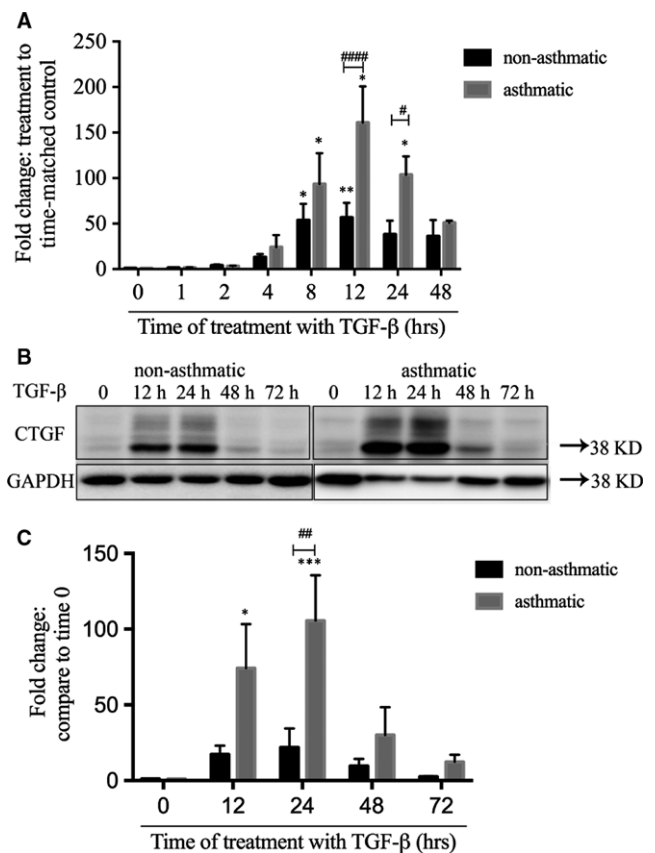 A
Fold change: treatment to
time-matched control
250
200
150
100
50
0
####
#
*
*
**
*
*
non-asthmatic
asthmatic
0 1 2 4 8 12 24 48
Time of treatment with TGF-β (hrs)
B
non-asthmatic asthmatic
TGF-β 0 12 h 24 h 48 h 72 h 0 12 h 24 h 48 h 72 h
CTGF →38 KD
GAPDH →38 KD
C
Fold change:
compare to time 0
150
100
50
0
##
***
*
non-asthmatic
asthmatic
0 12 24 48 72
Time of treatment with TGF-β (hrs)